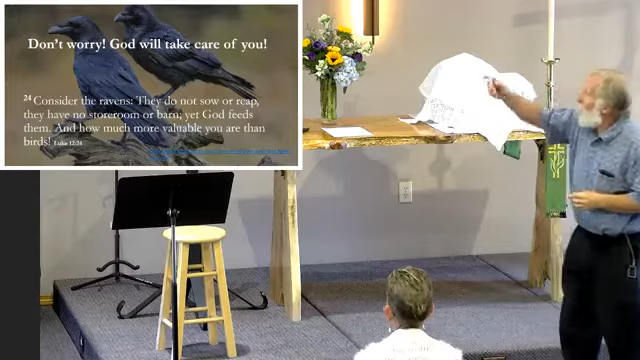 Don't worry! God will take care of you!
24 Consider the ravens: They do not sow or reap,
they have no storeroom or barn; yet God feeds
them. And how much more valuable you are than
birds! Luke 12:24